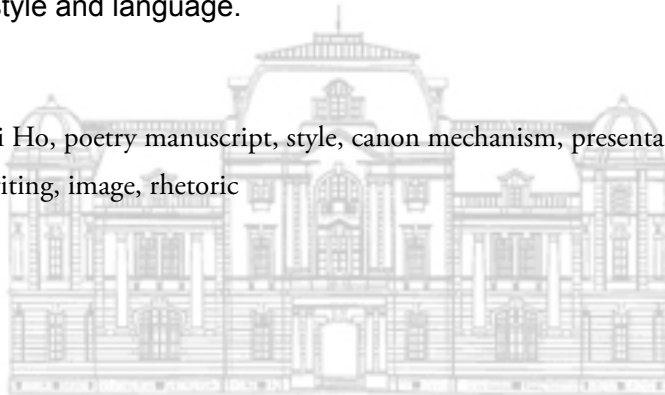 style and language.
i Ho, poetry manuscript, style, canon mechanism, presenta
iting, image, rhetoric